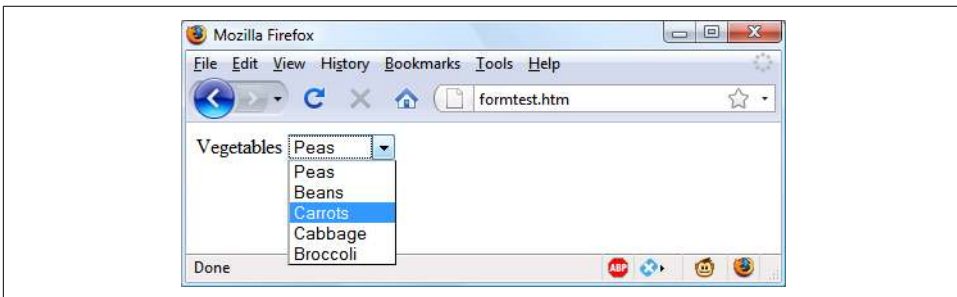 Mozilla Firefox
File Edit View History Bookmarks Tools Help
formtest.htm
Vegetables Peas
Peas
Beans
Carrots
Cabbage
Broccoli
Done
ABP